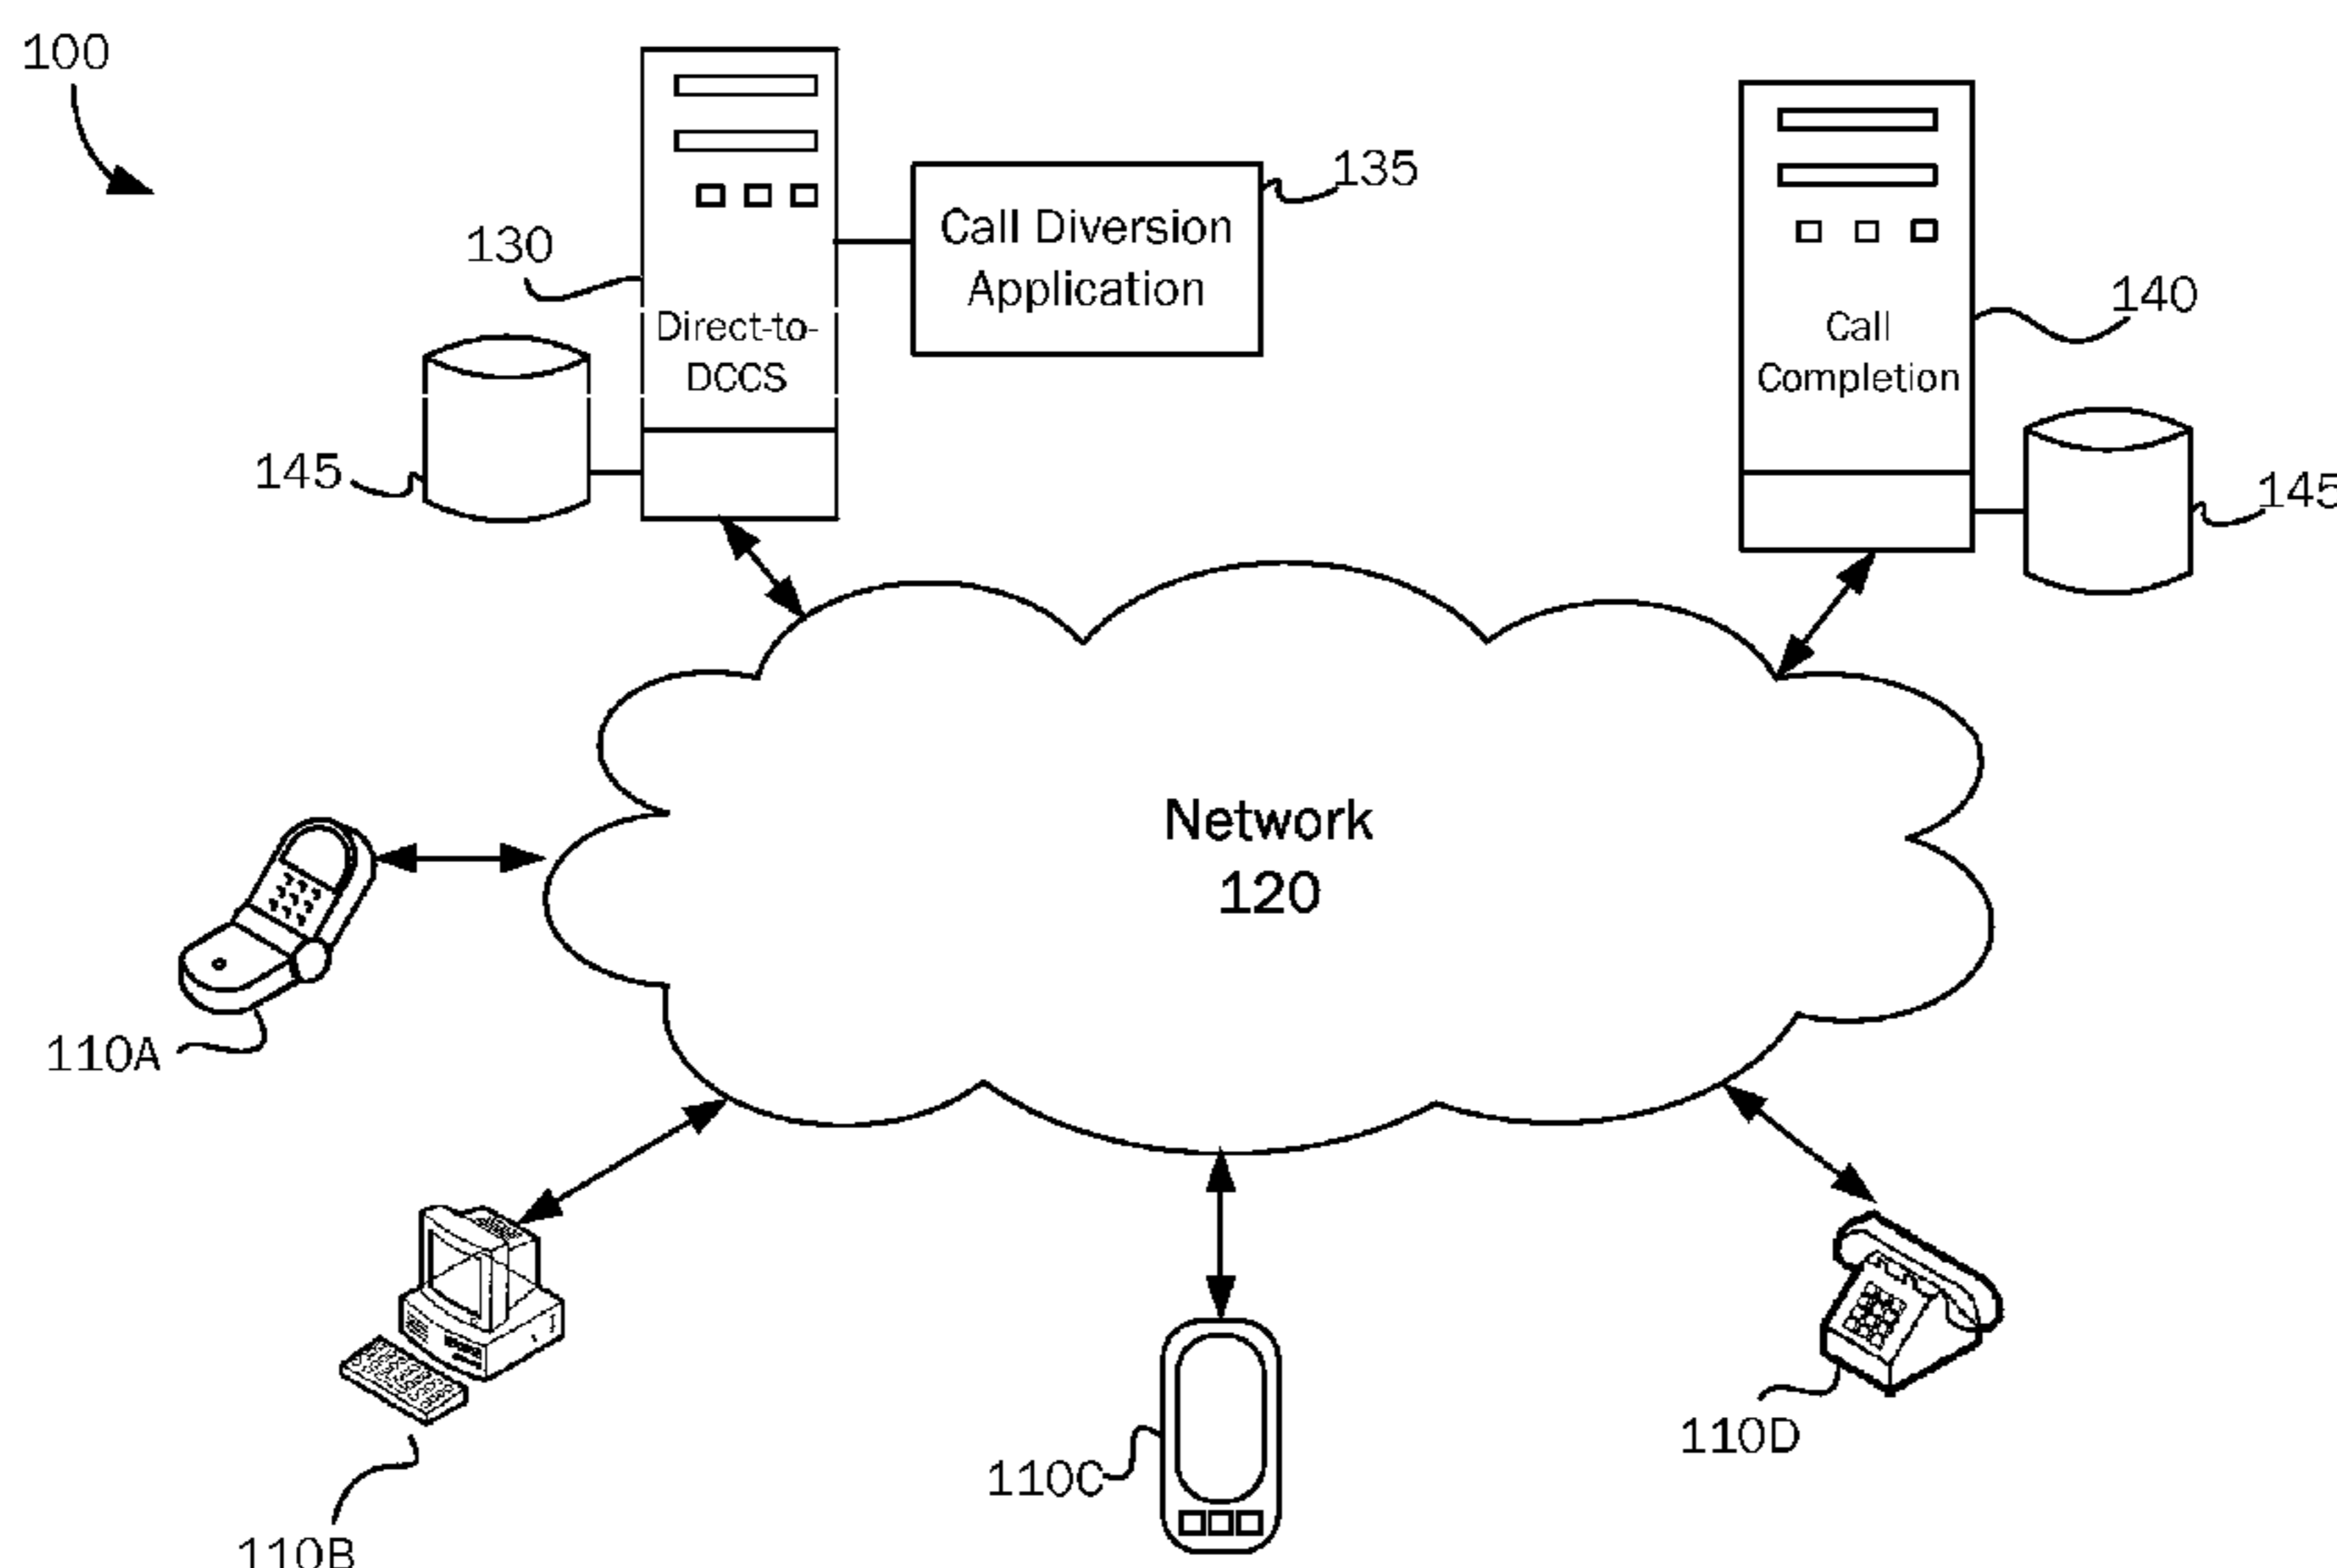 100
135
Call Diversion
Application
130
140
Direct-to-
DCCS
Call
Completion
145
145
Network
120
110A
110D
110C
110B